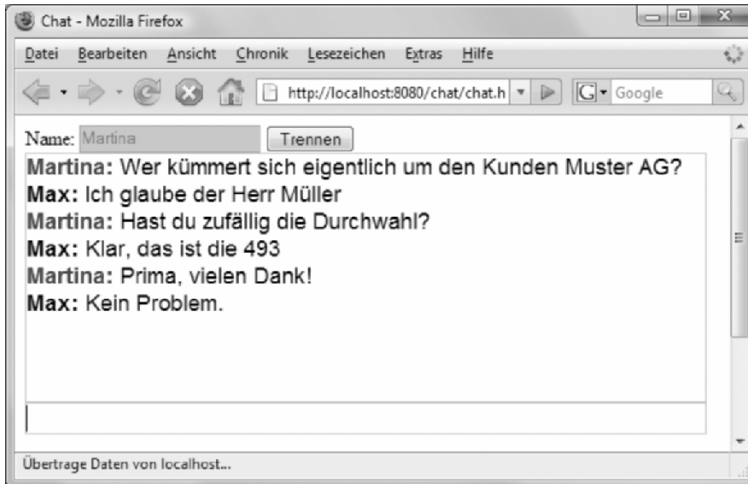 Chat - Mozilla Firefox
Datei Bearbeiten Ansicht Chronik Lesezeichen Extras Hilfe
http://localhost:8080/chat/chat.h G Google
Name: Martina Trennen
Martina: Wer kümmert sich eigentlich um den Kunden Muster AG?
Max: Ich glaube der Herr Müller
Martina: Hast du zufällig die Durchwahl?
Max: Klar, das ist die 493
Martina: Prima, vielen Dank!
Max: Kein Problem.
Übertrage Daten von localhost...